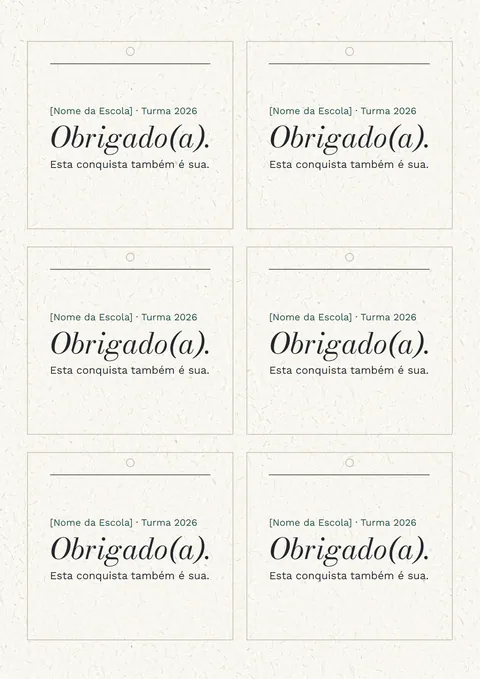 [Nome da Escola] · Turma 2026
Obrigado(a).
Esta conquista também é sua.
[Nome da Escola] · Turma 2026
Obrigado(a).
Esta conquista também é sua.
[Nome da Escola] · Turma 2026
Obrigado(a).
Esta conquista também é sua.
[Nome da Escola] · Turma 2026
Obrigado(a).
Esta conquista também é sua.
[Nome da Escola] · Turma 2026
Obrigado(a).
Esta conquista também é sua.
[Nome da Escola] · Turma 2026
Obrigado(a).
Esta conquista também é sua.